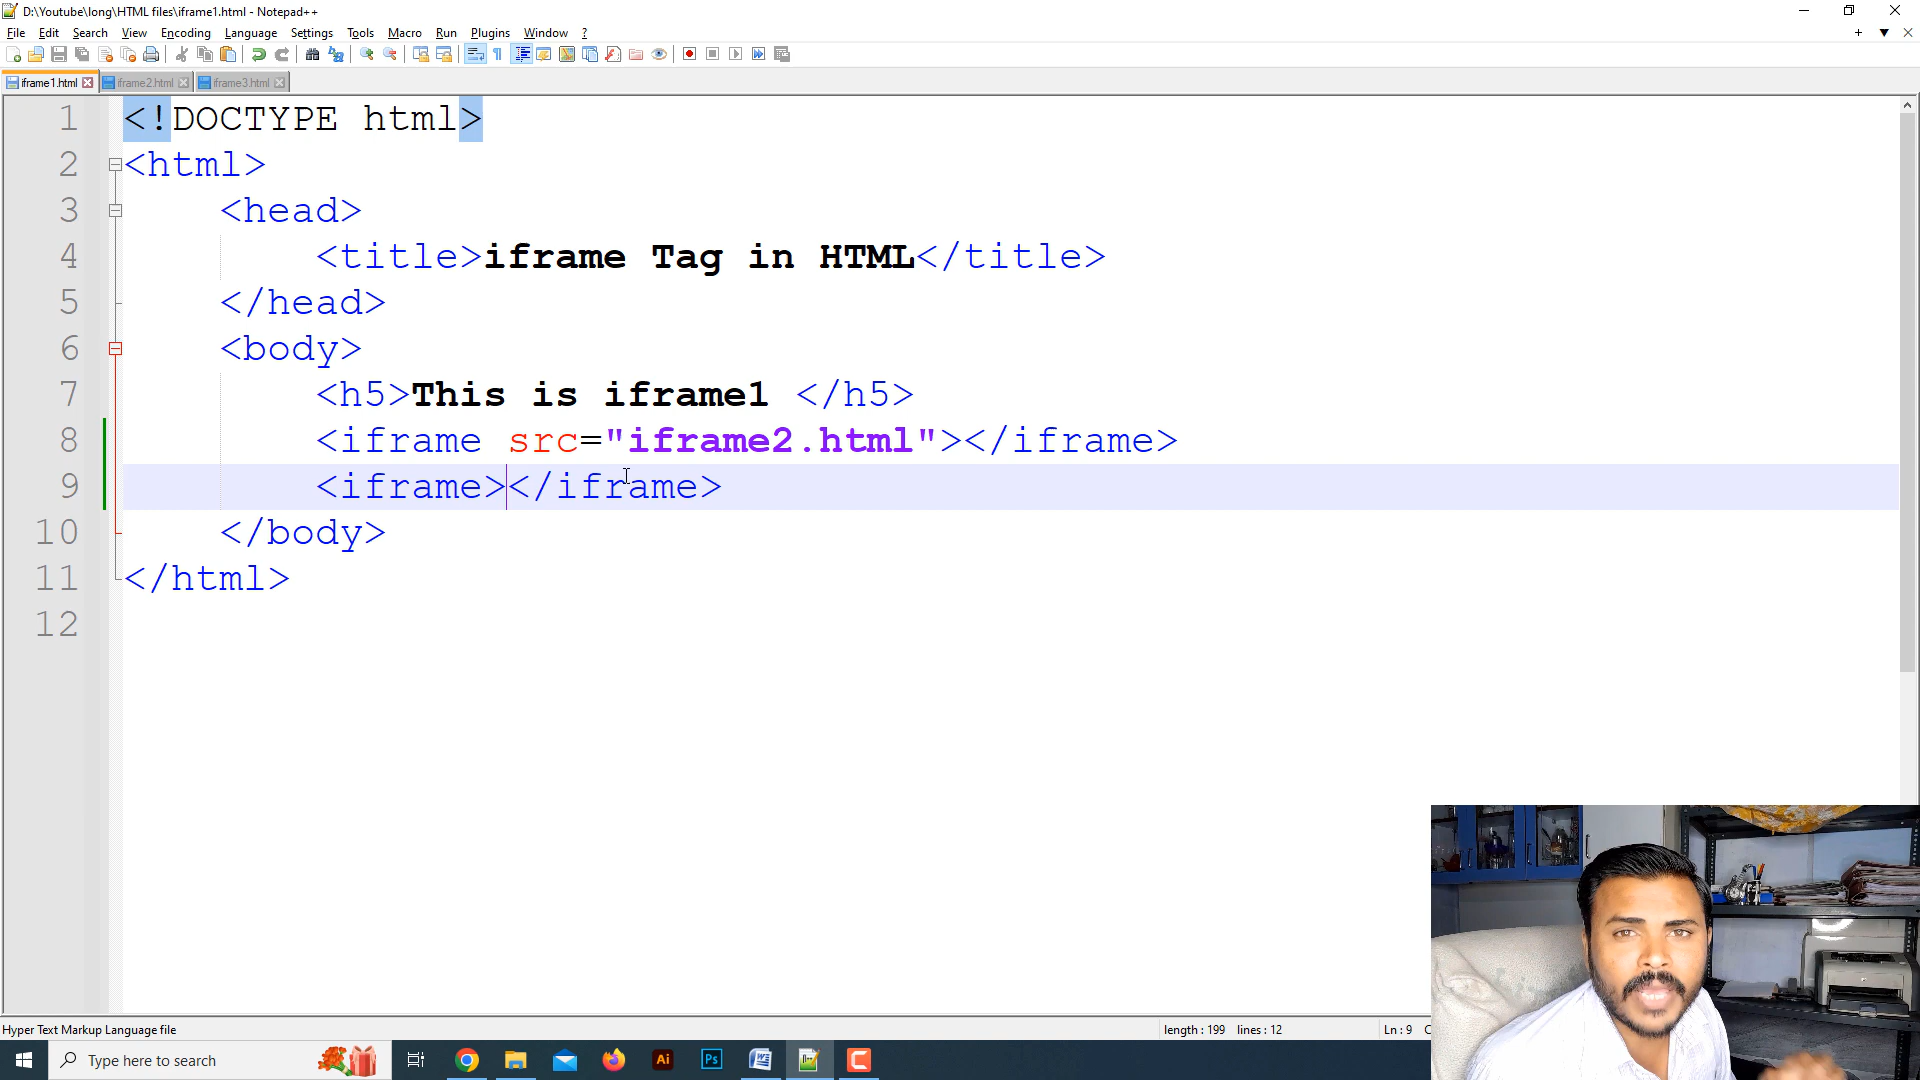 D:\Youtube\long\HTML files\iframe1.html - Notepad++
File Edit Search View Encoding Language Settings Tools Macro Run Plugins Window ?
iframe1.html iframe2.html iframe3.html
1 <!DOCTYPE html>
2 <html>
3 <head>
4 <title>iframe Tag in HTML</title>
5 </head>
6 <body>
7 <h5>This is iframe1 </h5>
8 <iframe src="iframe2.html"></iframe>
9 <iframe></iframe>
10 </body>
11 </html>
12
Hyper Text Markup Language file length : 199 lines : 12 Ln : 9 C
Type here to search
Ai Ps